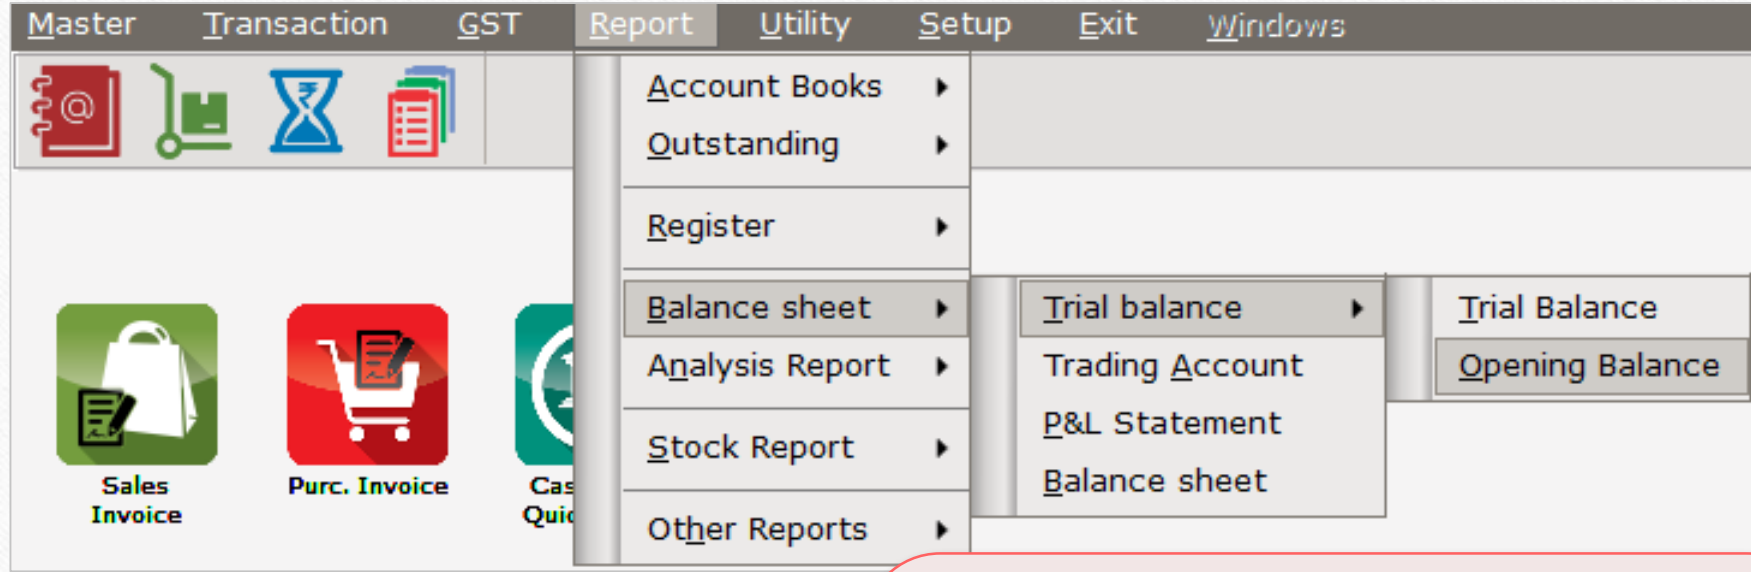 Master Transaction GST Report Utility Setup Exit Windows
@
₹
Account Books
Outstanding
Register
Balance sheet
Analysis Report
Stock Report
Other Reports
Trial balance
Trading Account
P&L Statement
Balance sheet
Trial Balance
Opening Balance
Sales
Invoice
Purc. Invoice